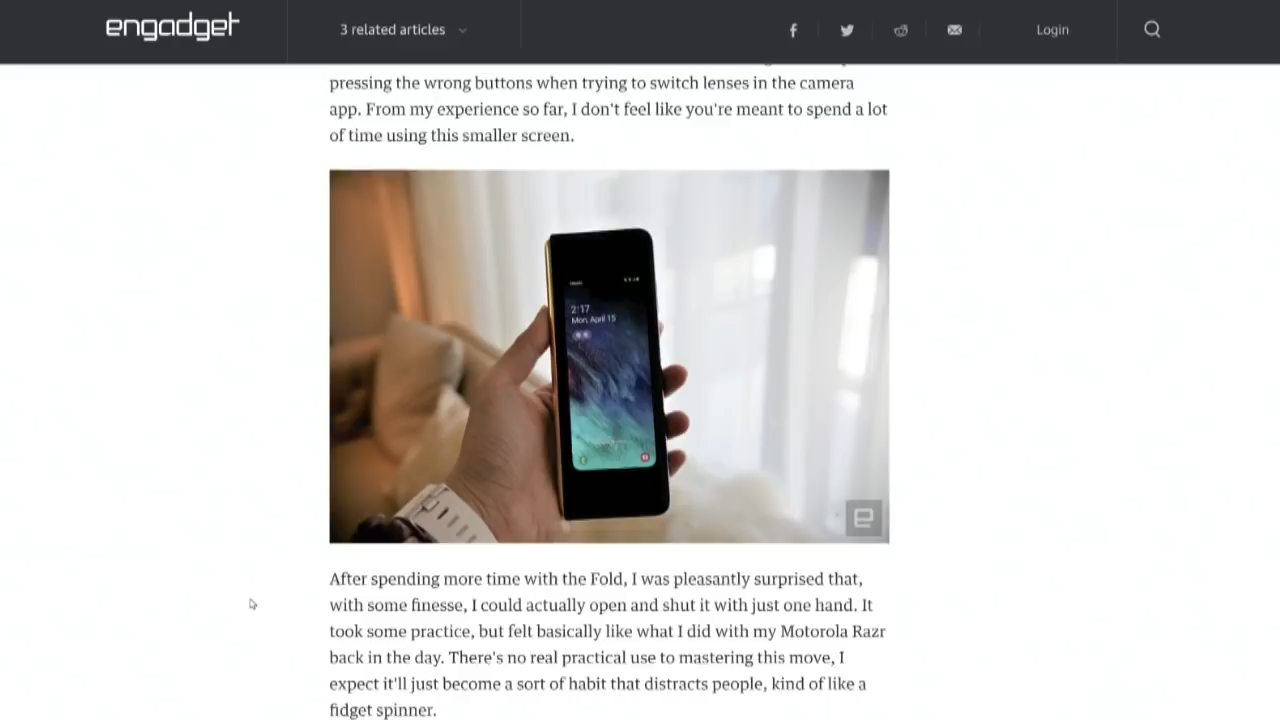 engadget
3 related articles
Login
pressing the wrong buttons when trying to switch lenses in the camera
app. From my experience so far, I don't feel like you're meant to spend a lot
of time using this smaller screen.
2:17
Mon, April 15
e
After spending more time with the Fold, I was pleasantly surprised that,
with some finesse, I could actually open and shut it with just one hand. It
took some practice, but felt basically like what I did with my Motorola Razr
back in the day. There's no real practical use to mastering this move, I
expect it'll just become a sort of habit that distracts people, kind of like a
fidget spinner.